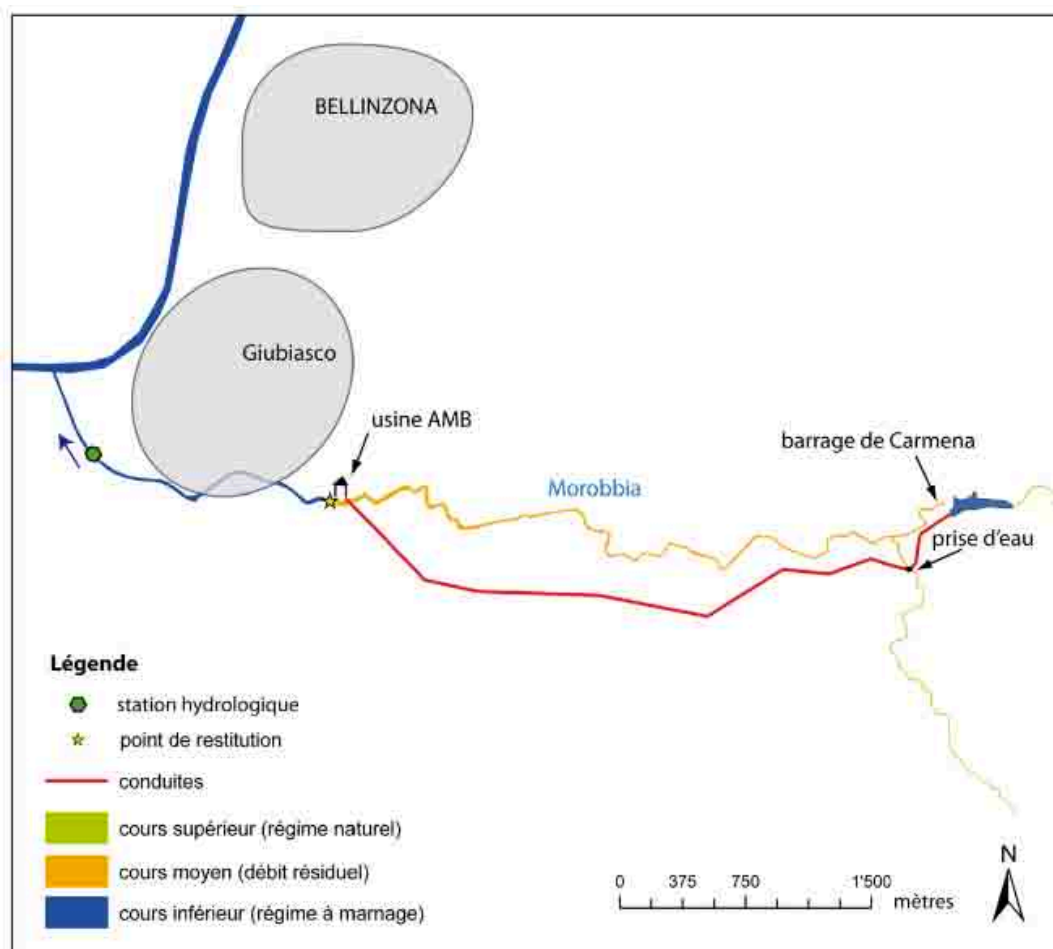 BELLINZONA
Giubiasco
usine AMB
barrage de Carmena
Morobbia
prise d'eau
Légende
station hydrologique
point de restitution
conduites
cours supérieur (régime naturel)
cours moyen (débit résiduel)
cours inférieur (régime à marnage)
0 375 750 1'500
mètres
N